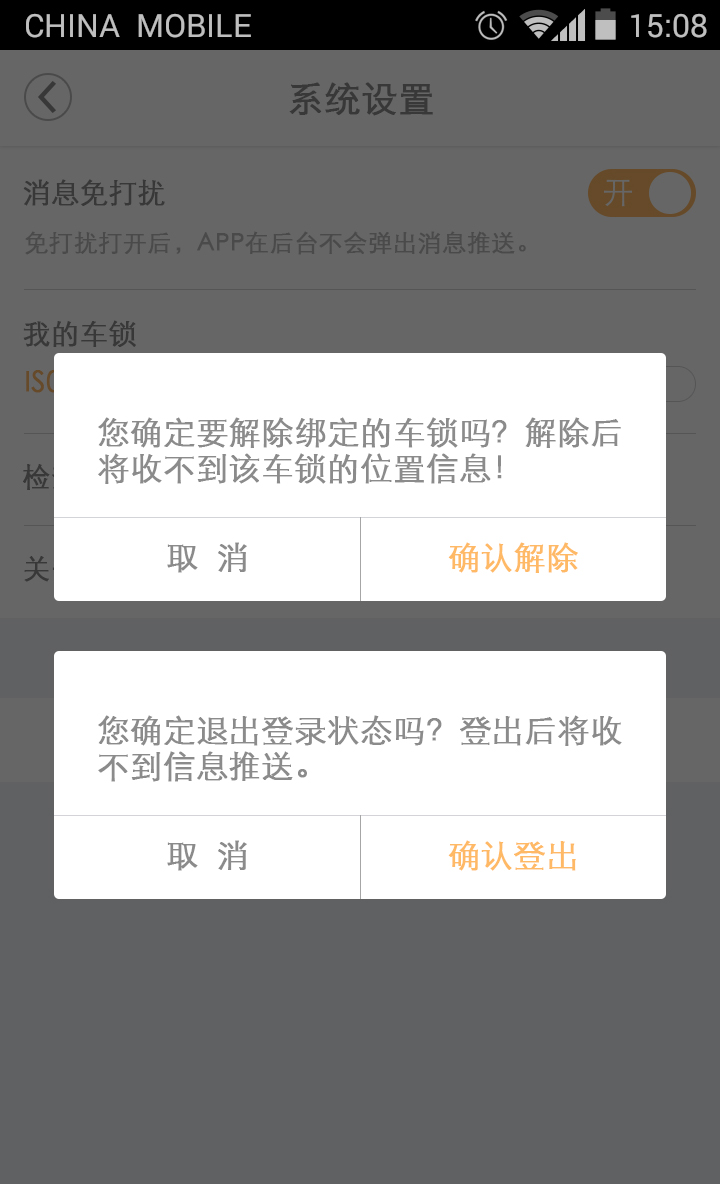 CHINA MOBILE 15:08
系统设置
消息免打扰 开
免打扰打开后，APP在后台不会弹出消息推送。
我的车锁
您确定要解除绑定的车锁吗？解除后
将收不到该车锁的位置信息！
取 消 确认解除
您确定退出登录状态吗？登出后将收
不到信息推送。
取 消 确认登出